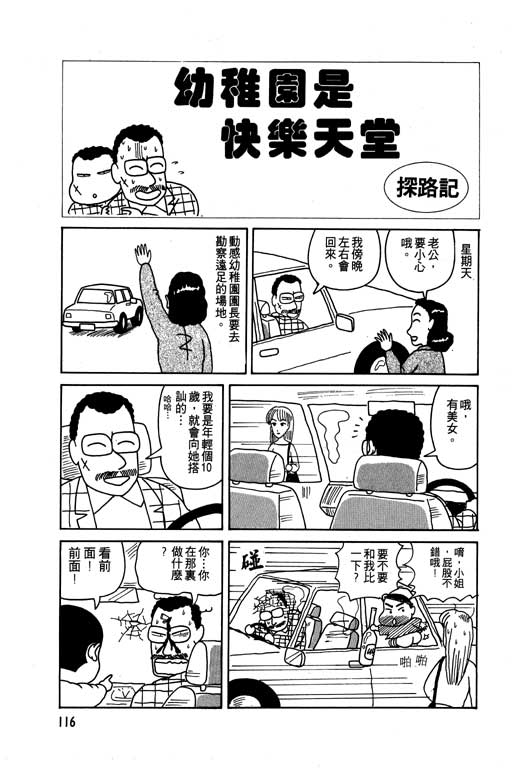 幼稚園是
快樂天堂
探路記
星期天
老公，
要小心
哦。
我傍晚
左右會
回來。
動感幼稚園園長要去
勘察遠足的場地。
哦，
有美女。
我要是年輕個10
歲，就會向她搭
訕的…
哈哈…
唷，小姐
，屁股不
錯哦！
要不要
和我比
一下？
碰
啪
啪
你…你
在那裏
做什麼
？
看前
面！
前面！
116